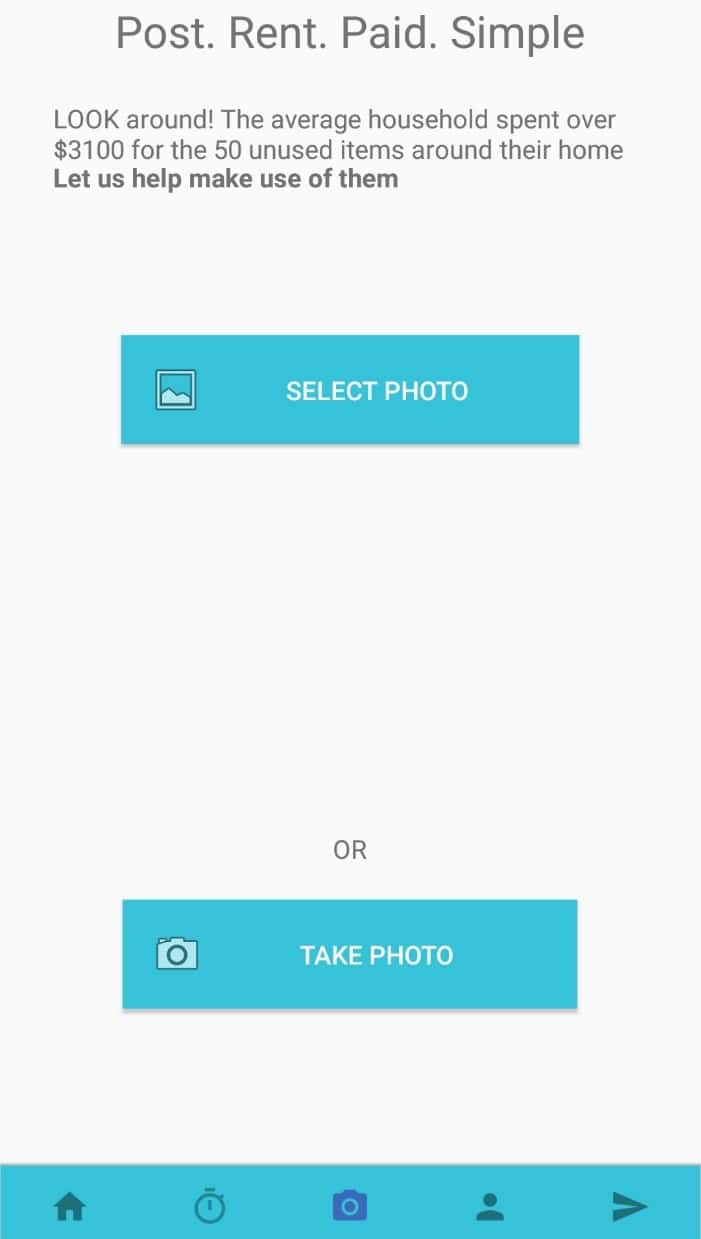 Post. Rent. Paid. Simple
LOOK around! The average household spent over
$3100 for the 50 unused items around their home
Let us help make use of them
SELECT PHOTO
OR
TAKE PHOTO